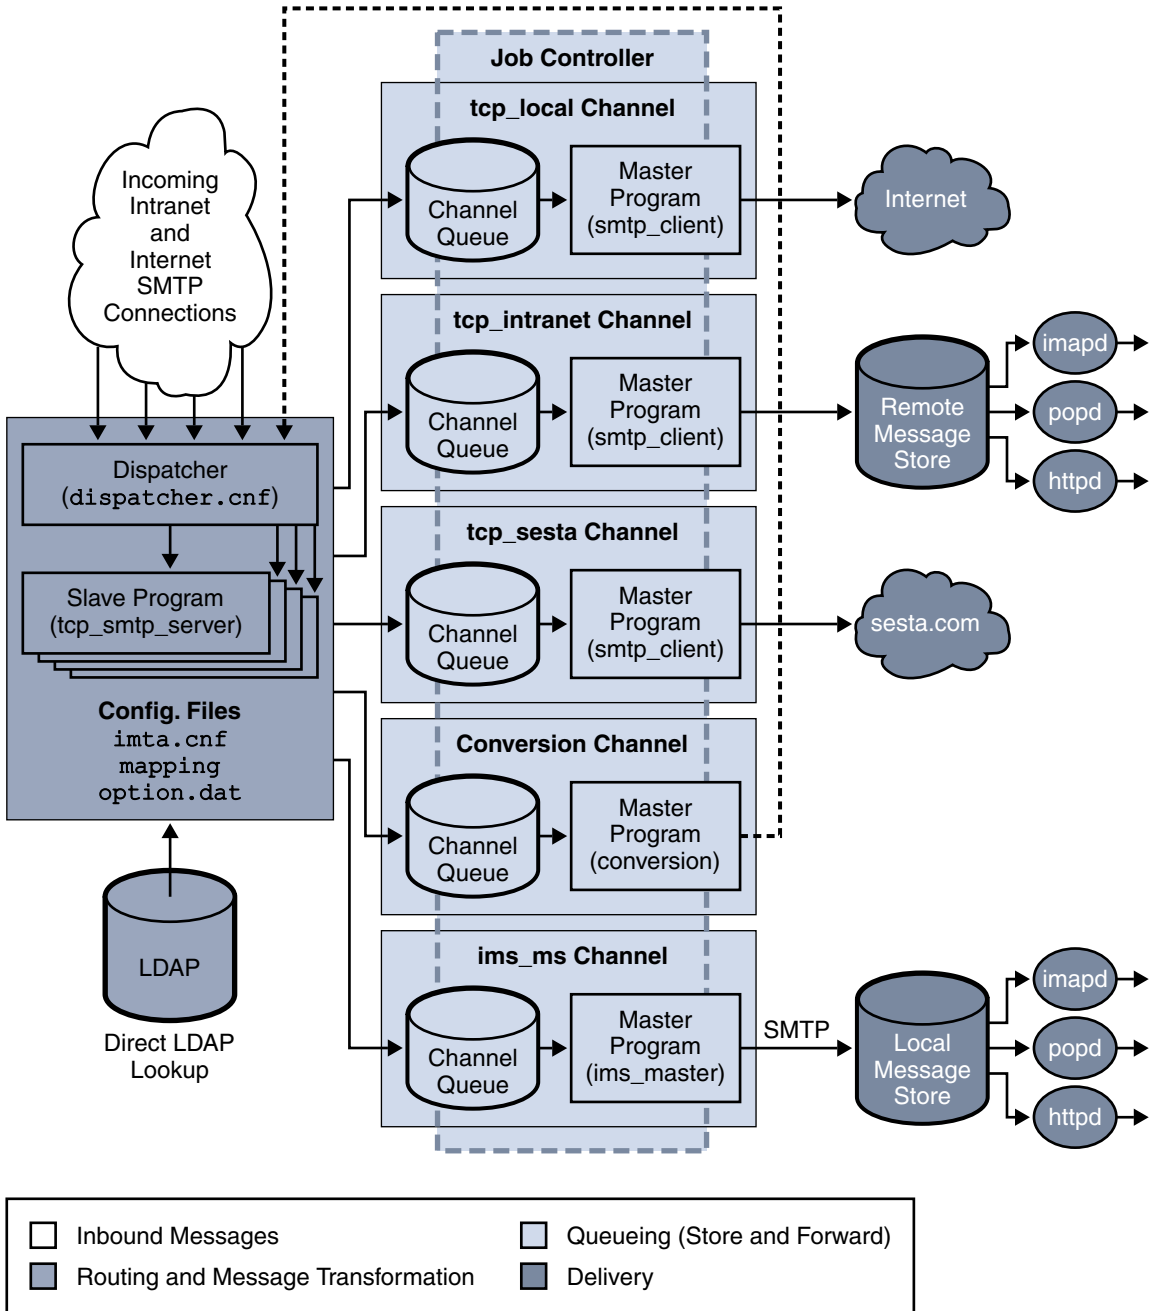 Job Controller
tcp_local Channel
Channel
Queue
Master
Program
(smtp_client)
Internet
Incoming
Intranet
and
Internet
SMTP
Connections
tcp_intranet Channel
Channel
Queue
Master
Program
(smtp_client)
Remote
Message
Store
imapd
popd
httpd
Dispatcher
(dispatcher.cnf)
Slave Program
(tcp_smtp_server)
Config. Files
imta.cnf
mapping
option.dat
tcp_sesta Channel
Channel
Queue
Master
Program
(smtp_client)
sesta.com
Conversion Channel
Channel
Queue
Master
Program
(conversion)
LDAP
Direct LDAP
Lookup
ims_ms Channel
Channel
Queue
Master
Program
(ims_master)
SMTP
Local
Message
Store
imapd
popd
httpd
Inbound Messages
Routing and Message Transformation
Queueing (Store and Forward)
Delivery